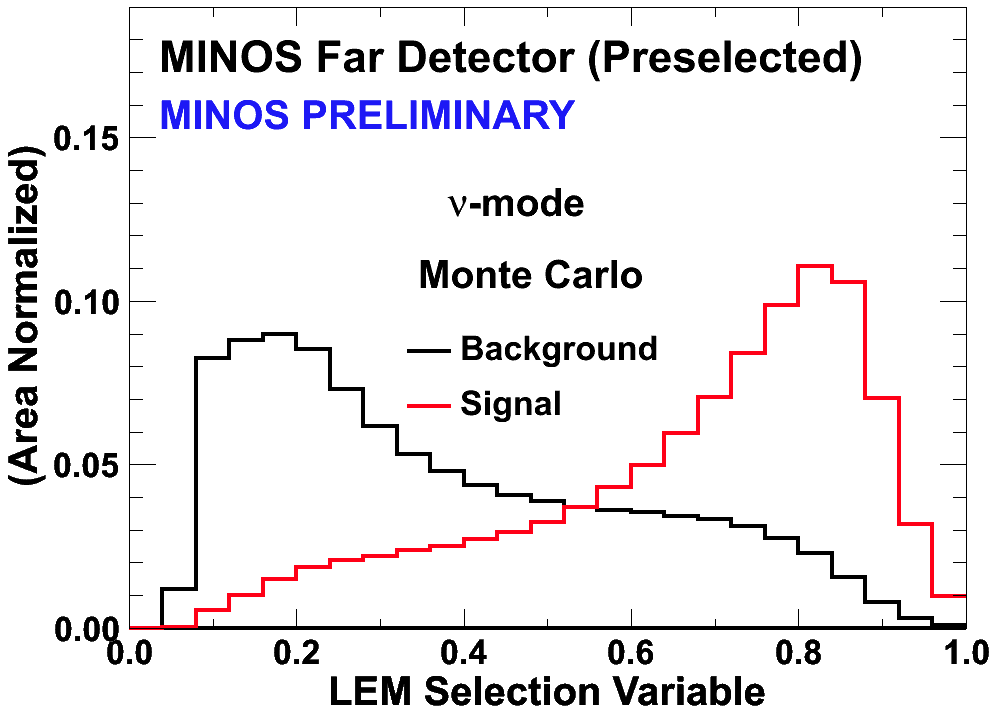 MINOS Far Detector (Preselected)
MINOS PRELIMINARY
ν-mode
Monte Carlo
Background
Signal
(Area Normalized)
0.15
0.10
0.05
0.00
0.0 0.2 0.4 0.6 0.8 1.0
LEM Selection Variable